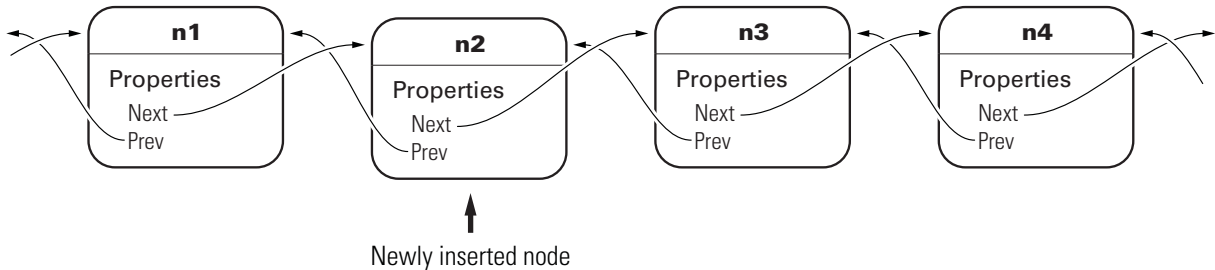 n1
Properties
Next
Prev
n2
Properties
Next
Prev
n3
Properties
Next
Prev
n4
Properties
Next
Prev
Newly inserted node